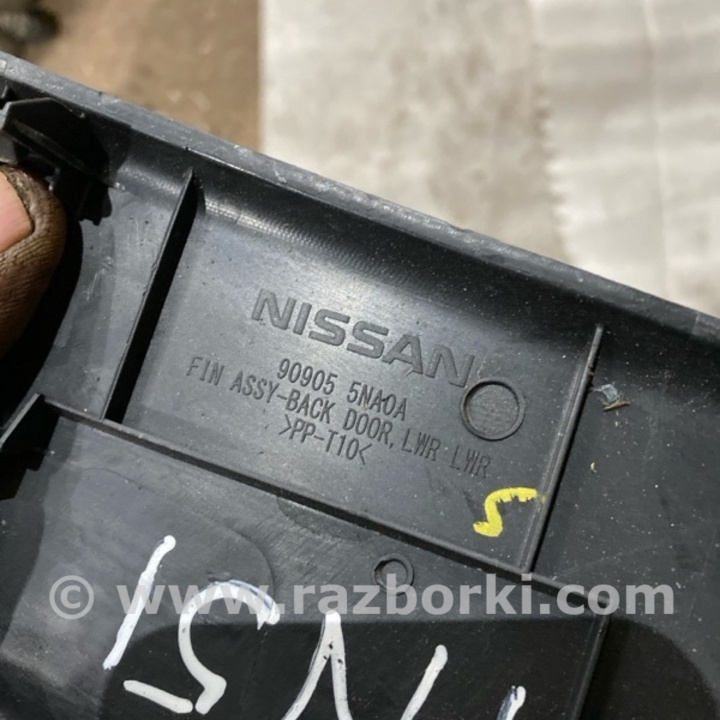 NISSAN
90905 5NA0A
FIN ASSY-BACK DOOR, LWR LWR
>PP-T10<
© www.razborki.com